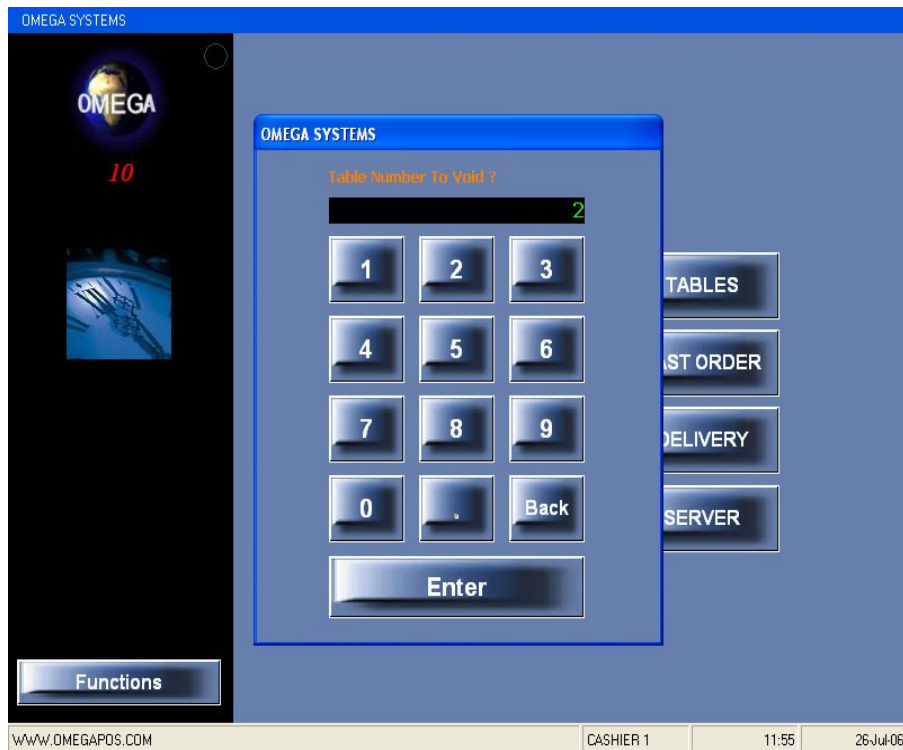 OMEGA SYSTEMS
OMEGA
10
OMEGA SYSTEMS
Table Number To Void ?
2
1 2 3
4 5 6
7 8 9
0 . Back
Enter
TABLES
AST ORDER
DELIVERY
SERVER
Functions
WWW.OMEGAPOS.COM CASHIER 1 11:55 26-Jul-06